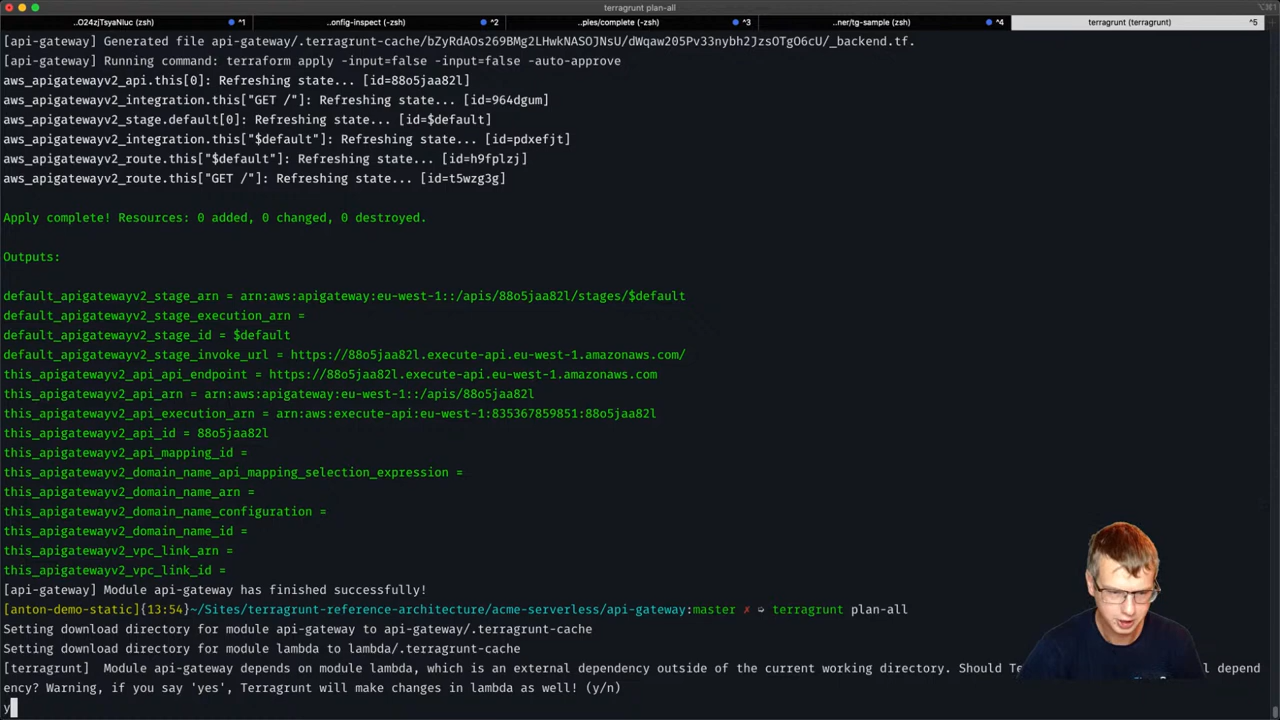 terragrunt plan-all
..O24zjTsyaNluc (zsh) ^1 ..onfig-inspect (-zsh) ^2 ..ples/complete (-zsh) ^3 ..ner/tg-sample (zsh) ^4 terragrunt (terragrunt) ^5
[api-gateway] Generated file api-gateway/.terragrunt-cache/bZyRdAOs269BMg2LHwkNASOJNsU/dWqaw205Pv33nybh2JzsOTgO6cU/_backend.tf.
[api-gateway] Running command: terraform apply -input=false -input=false -auto-approve
aws_apigatewayv2_api.this[0]: Refreshing state... [id=88o5jaa82l]
aws_apigatewayv2_integration.this["GET /"]: Refreshing state... [id=964dgum]
aws_apigatewayv2_stage.default[0]: Refreshing state... [id=$default]
aws_apigatewayv2_integration.this["$default"]: Refreshing state... [id=pdxefjt]
aws_apigatewayv2_route.this["$default"]: Refreshing state... [id=h9fplzj]
aws_apigatewayv2_route.this["GET /"]: Refreshing state... [id=t5wzg3g]
Apply complete! Resources: 0 added, 0 changed, 0 destroyed.
Outputs:
default_apigatewayv2_stage_arn = arn:aws:apigateway:eu-west-1::/apis/88o5jaa82l/stages/$default
default_apigatewayv2_stage_execution_arn =
default_apigatewayv2_stage_id = $default
default_apigatewayv2_stage_invoke_url = https://88o5jaa82l.execute-api.eu-west-1.amazonaws.com/
this_apigatewayv2_api_api_endpoint = https://88o5jaa82l.execute-api.eu-west-1.amazonaws.com
this_apigatewayv2_api_arn = arn:aws:apigateway:eu-west-1::/apis/88o5jaa82l
this_apigatewayv2_api_execution_arn = arn:aws:execute-api:eu-west-1:835367859851:88o5jaa82l
this_apigatewayv2_api_id = 88o5jaa82l
this_apigatewayv2_api_mapping_id =
this_apigatewayv2_domain_name_api_mapping_selection_expression =
this_apigatewayv2_domain_name_arn =
this_apigatewayv2_domain_name_configuration =
this_apigatewayv2_domain_name_id =
this_apigatewayv2_vpc_link_arn =
this_apigatewayv2_vpc_link_id =
[api-gateway] Module api-gateway has finished successfully!
[anton-demo-static]{13:54}~/Sites/terragrunt-reference-architecture/acme-serverless/api-gateway:master ✗ ➭ terragrunt plan-all
Setting download directory for module api-gateway to api-gateway/.terragrunt-cache
Setting download directory for module lambda to lambda/.terragrunt-cache
[terragrunt] Module api-gateway depends on module lambda, which is an external dependency outside of the current working directory. Should l depend
ency? Warning, if you say 'yes', Terragrunt will make changes in lambda as well! (y/n)
y